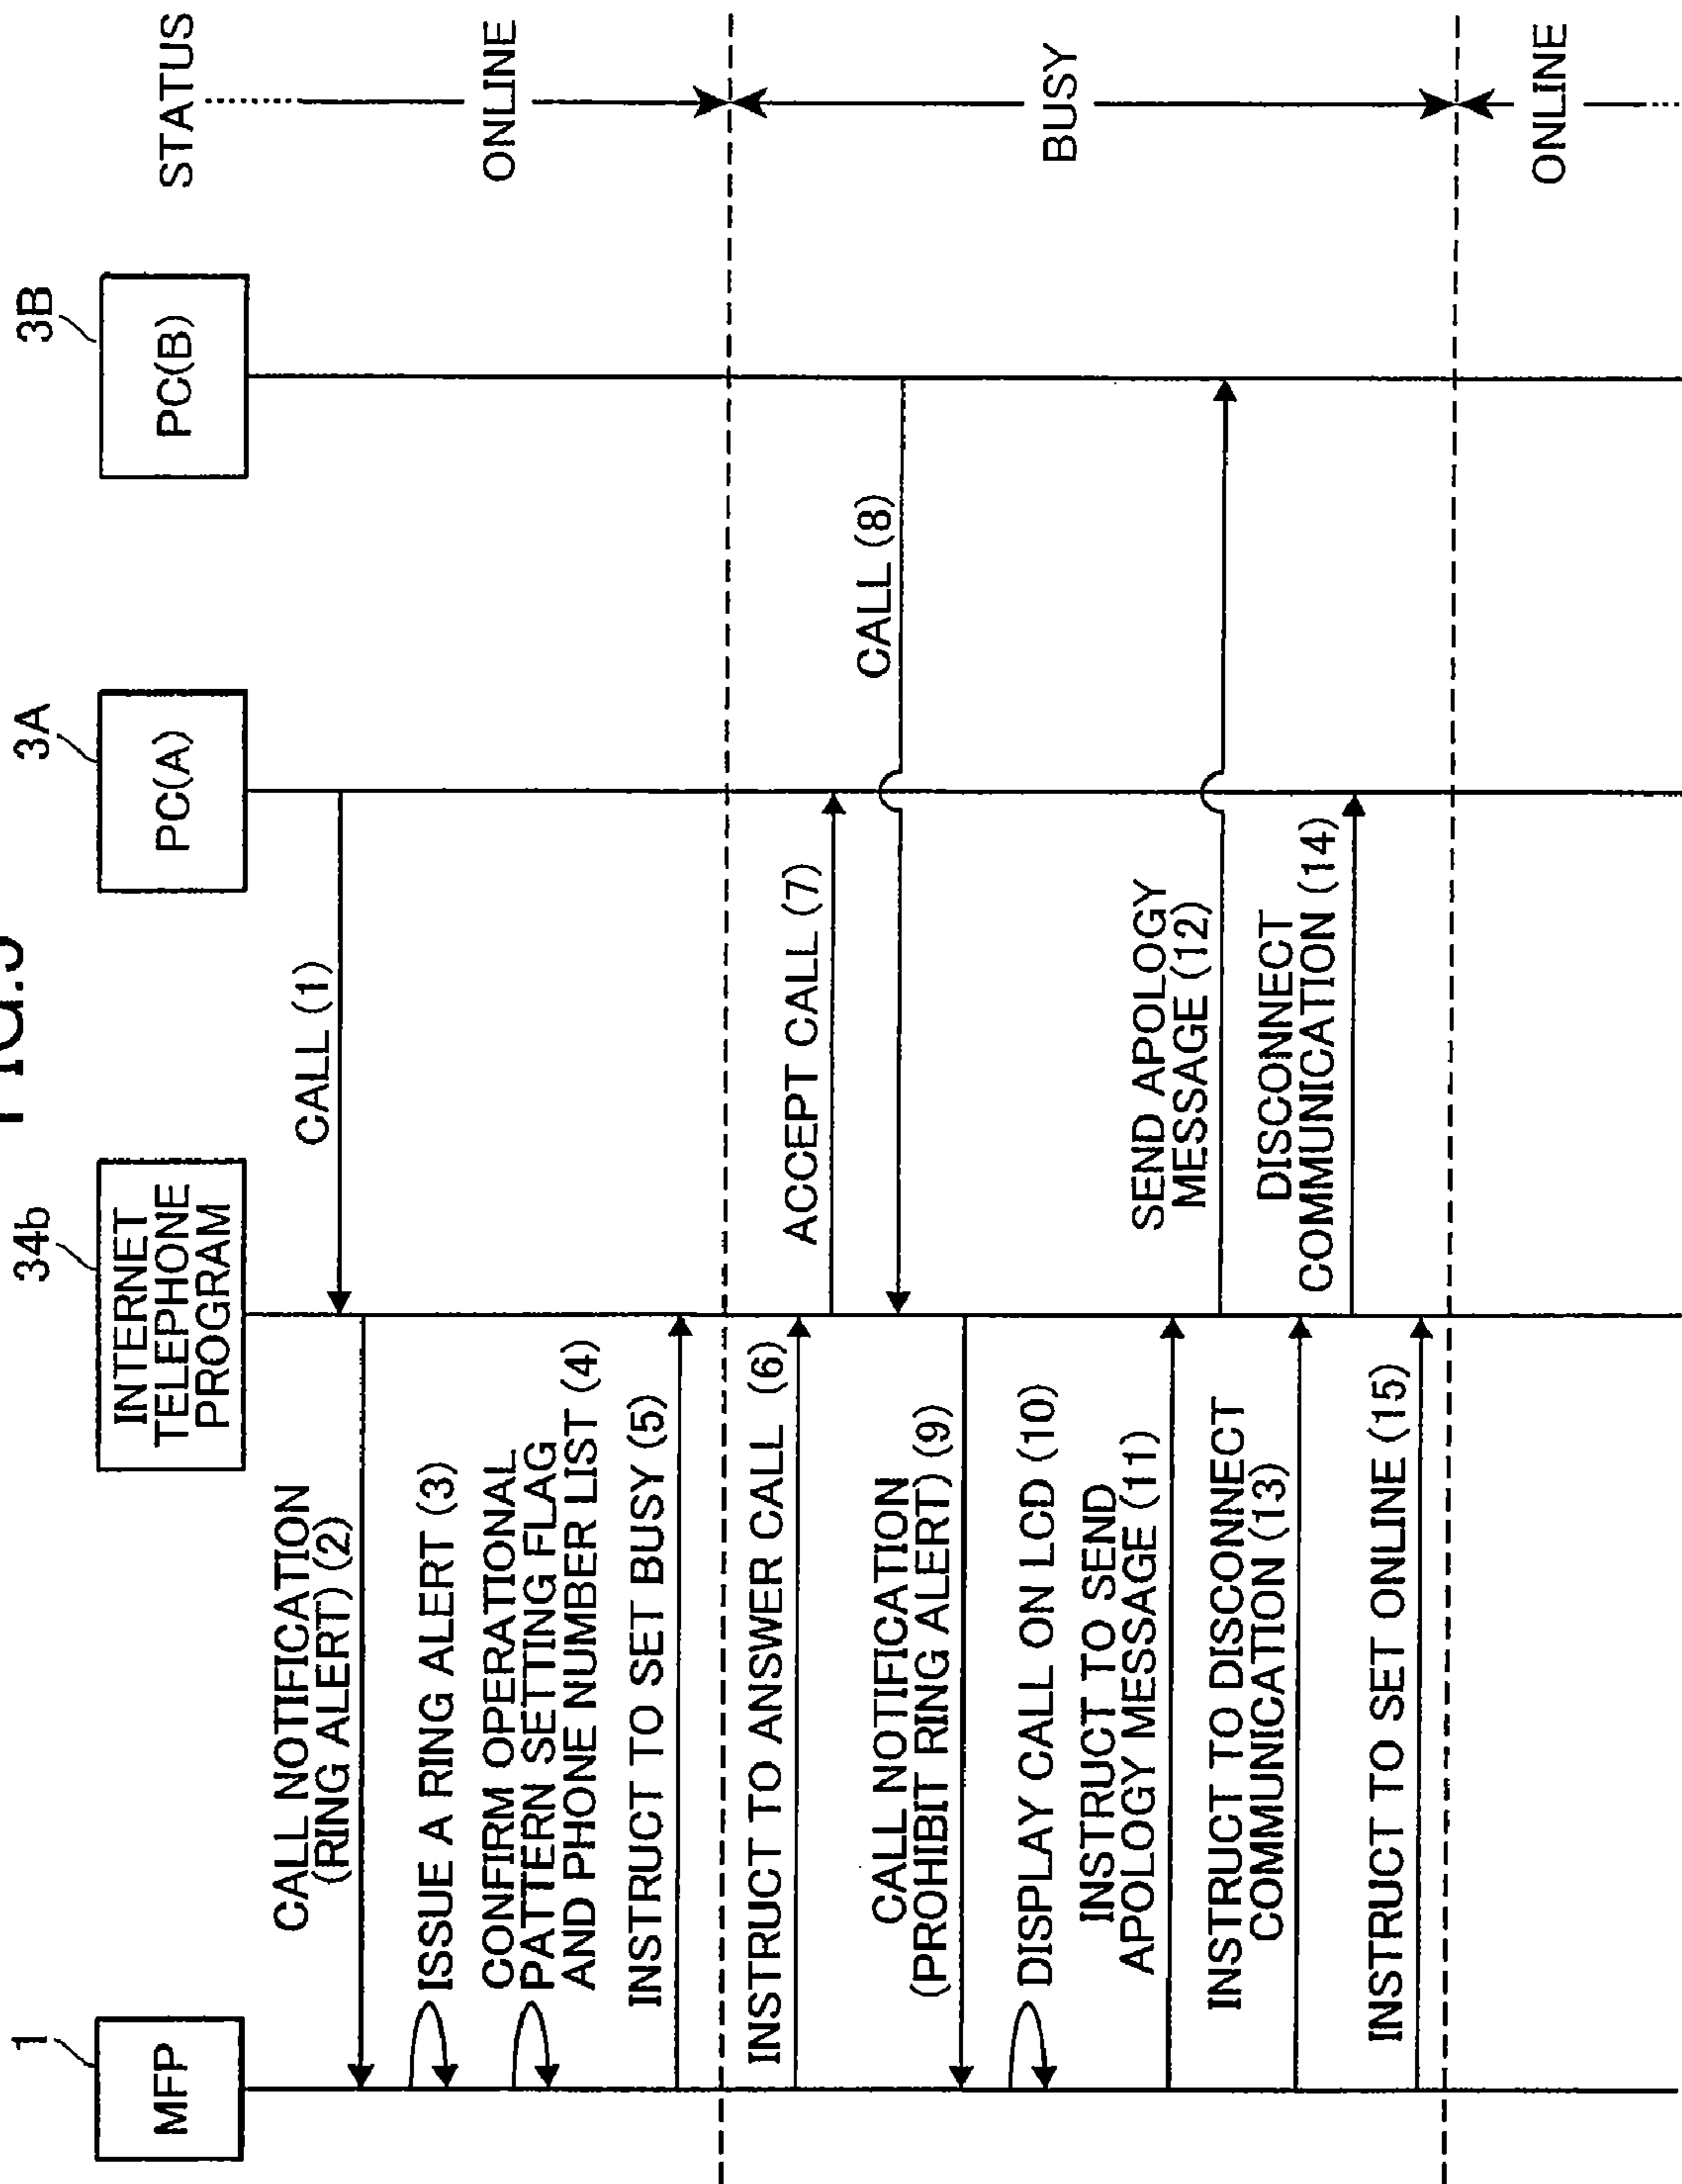 1
MFP
34b
INTERNET
TELEPHONE
PROGRAM
3A
PC(A)
3B
PC(B)
STATUS
CALL (1)
CALL NOTIFICATION
(RING ALERT) (2)
ISSUE A RING ALERT (3)
CONFIRM OPERATIONAL
PATTERN SETTING FLAG
AND PHONE NUMBER LIST (4)
INSTRUCT TO SET BUSY (5)
ONLINE
INSTRUCT TO ANSWER CALL (6)
ACCEPT CALL (7)
CALL (8)
CALL NOTIFICATION
(PROHIBIT RING ALERT) (9)
DISPLAY CALL ON LCD (10)
INSTRUCT TO SEND
APOLOGY MESSAGE (11)
SEND APOLOGY
MESSAGE (12)
INSTRUCT TO DISCONNECT
COMMUNICATION (13)
DISCONNECT
COMMUNICATION (14)
INSTRUCT TO SET ONLINE (15)
BUSY
ONLINE